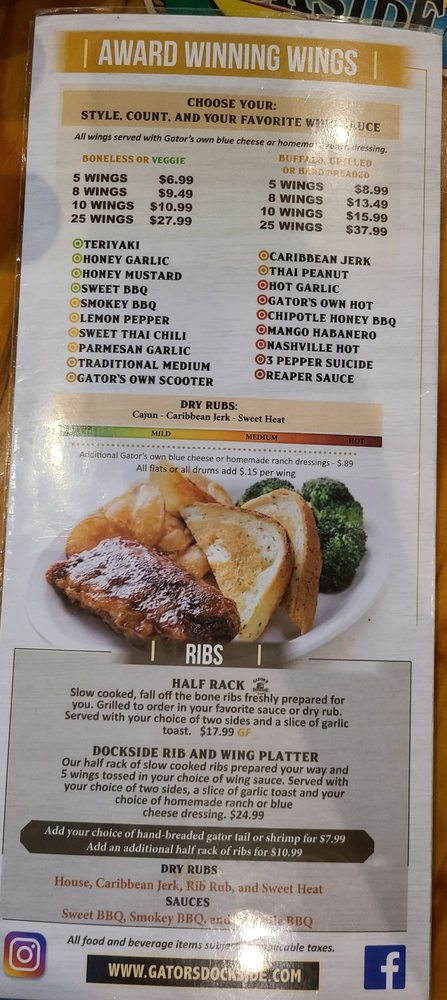 AWARD WINNING WINGS
CHOOSE YOUR:
STYLE, COUNT, AND YOUR FAVORITE WING SAUCE
All wings served with Gator's own blue cheese or homemade ranch dressing.
BONELESS OR VEGGIE
5 WINGS $6.99
8 WINGS $9.49
10 WINGS $10.99
25 WINGS $27.99
BUFFALO, GRILLED
OR HAND BREADED
5 WINGS $8.99
8 WINGS $13.49
10 WINGS $15.99
25 WINGS $37.99
TERIYAKI
HONEY GARLIC
HONEY MUSTARD
SWEET BBQ
SMOKEY BBQ
LEMON PEPPER
SWEET THAI CHILI
PARMESAN GARLIC
TRADITIONAL MEDIUM
GATOR'S OWN SCOOTER
CARIBBEAN JERK
THAI PEANUT
HOT GARLIC
GATOR'S OWN HOT
CHIPOTLE HONEY BBQ
MANGO HABANERO
NASHVILLE HOT
3 PEPPER SUICIDE
REAPER SAUCE
DRY RUBS:
Cajun - Caribbean Jerk - Sweet Heat
MILD MEDIUM HOT
Additional Gator's own blue cheese or homemade ranch dressings - $.89
All flats or all drums add $.15 per wing
RIBS
HALF RACK
Slow cooked, fall off the bone ribs freshly prepared for
you. Grilled to order in your favorite sauce or dry rub.
Served with your choice of two sides and a slice of garlic
toast. $17.99 GF
DOCKSIDE RIB AND WING PLATTER
Our half rack of slow cooked ribs prepared your way and
5 wings tossed in your choice of wing sauce. Served with
your choice of two sides, a slice of garlic toast and your
choice of homemade ranch or blue
cheese dressing. $24.99
Add your choice of hand-breaded gator tail or shrimp for $7.99
Add an additional half rack of ribs for $10.99
DRY RUBS
House, Caribbean Jerk, Rib Rub, and Sweet Heat
SAUCES
Sweet BBQ, Smokey BBQ, and BBQ
All food and beverage items subject applicable taxes.
WWW.GATORSDOCKSIDE.COM